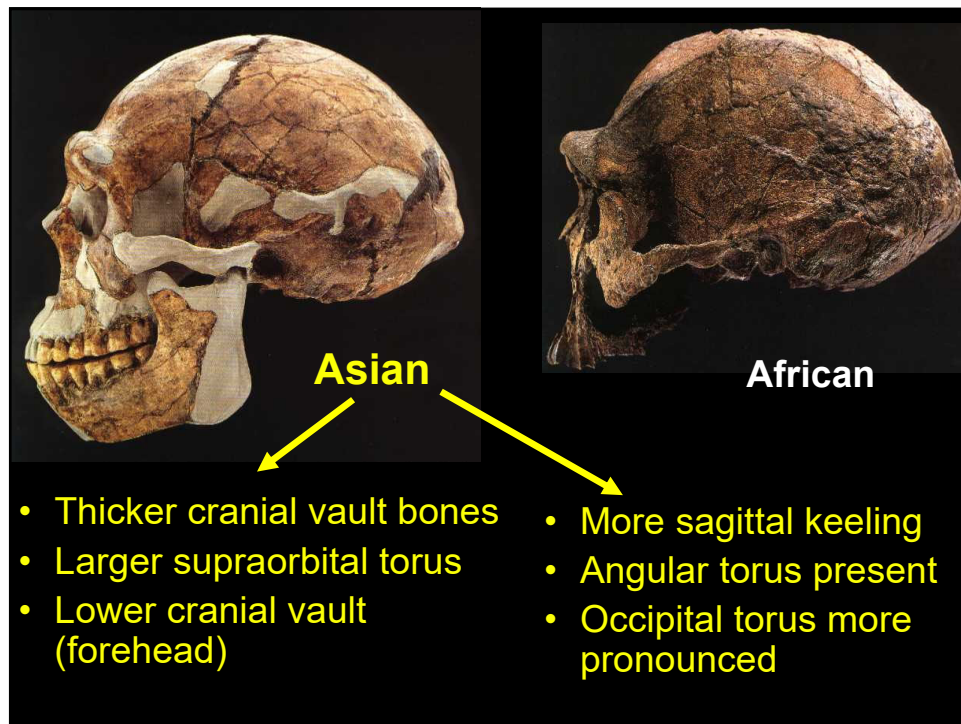 Asian
African
• Thicker cranial vault bones
• Larger supraorbital torus
• Lower cranial vault
(forehead)
• More sagittal keeling
• Angular torus present
• Occipital torus more
pronounced